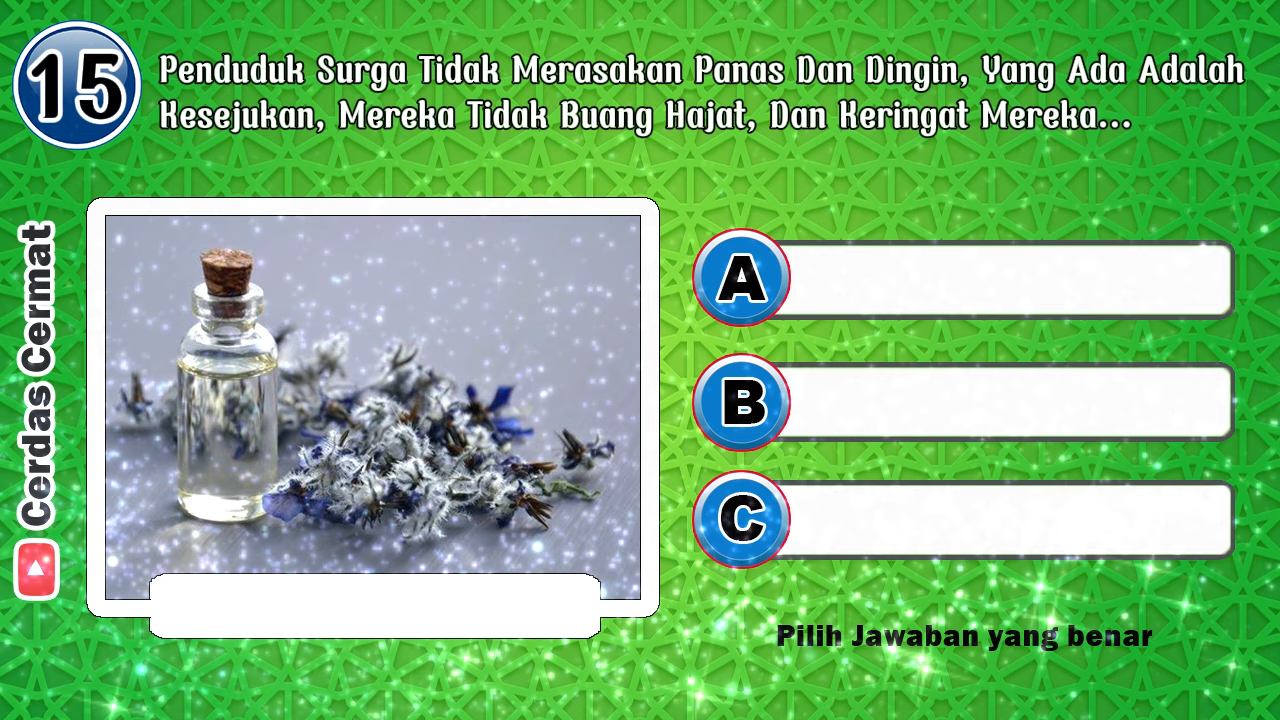 15
Penduduk Surga Tidak Merasakan Panas Dan Dingin, Yang Ada Adalah
Kesejukan, Mereka Tidak Buang Hajat, Dan Keringat Mereka...
Cerdas Cermat
A
B
C
Pilih Jawaban yang benar